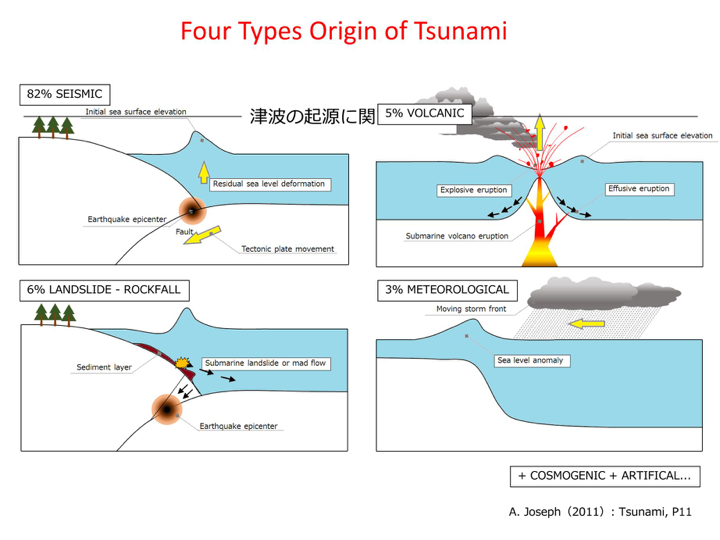 Four Types Origin of Tsunami
82% SEISMIC
Initial sea surface elevation
Residual sea level deformation
Earthquake epicenter
Fault
Tectonic plate movement
津波の起源に関
5% VOLCANIC
Initial sea surface elevation
Explosive eruption
Effusive eruption
Submarine volcano eruption
6% LANDSLIDE - ROCKFALL
Sediment layer
Submarine landslide or mad flow
Earthquake epicenter
3% METEOROLOGICAL
Moving storm front
Sea level anomaly
+ COSMOGENIC + ARTIFICAL...
A. Joseph（2011）: Tsunami, P11